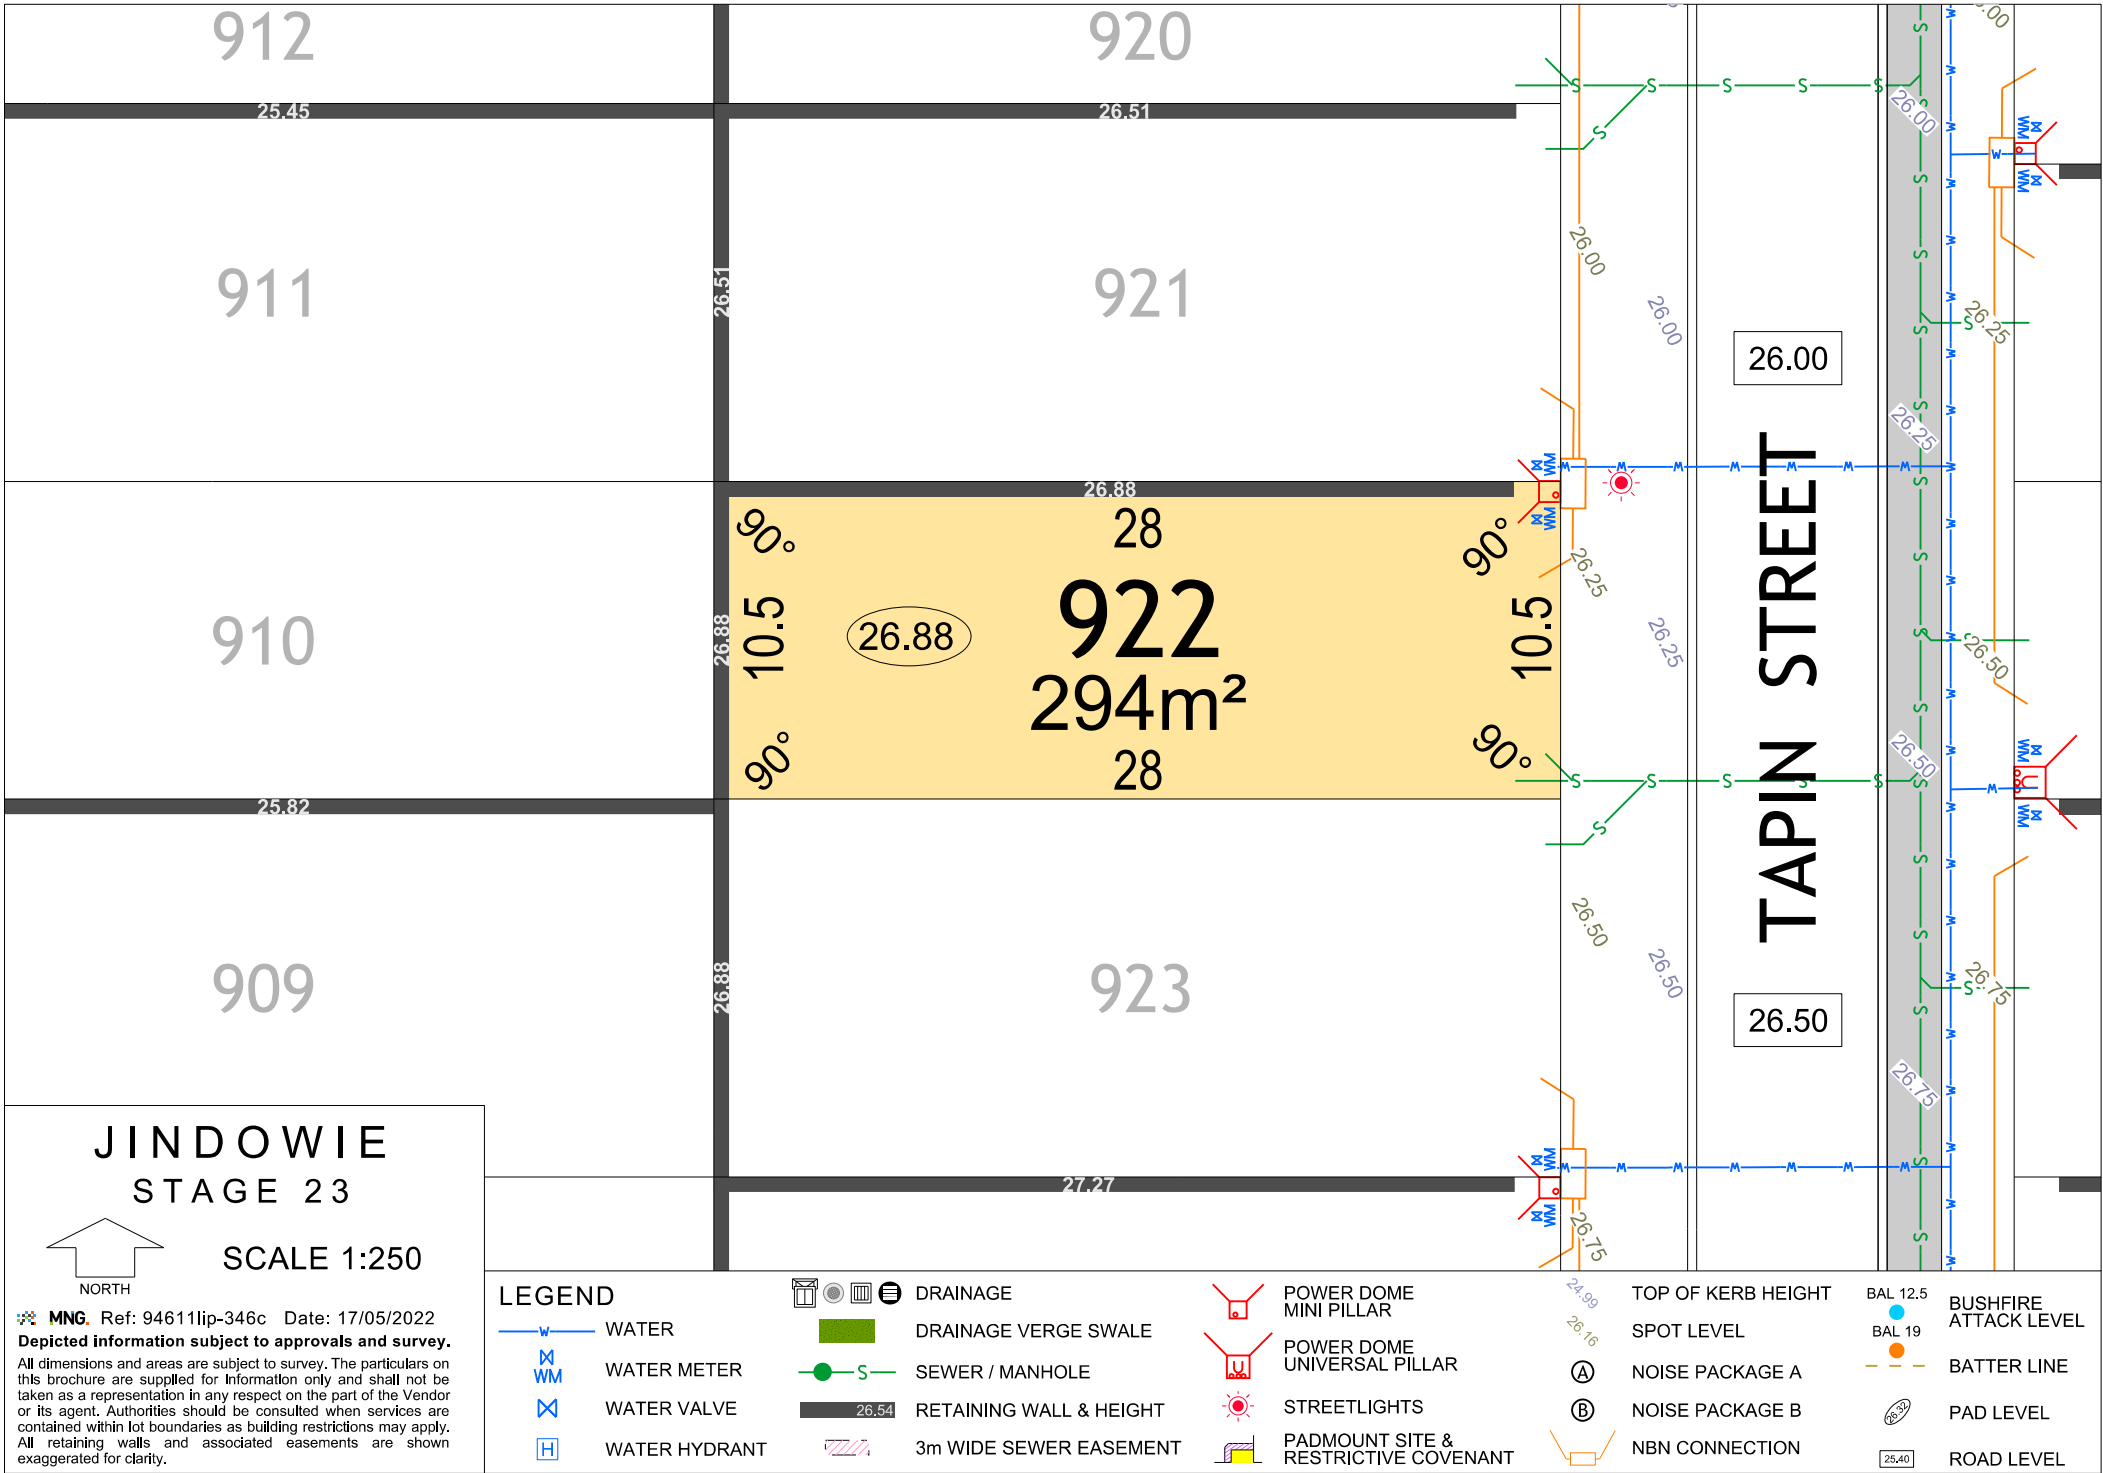 912
920
25.45
26.51
911
921
26.51
26.00
26.00
26.00
26.00
26.00
26.25
26.25
TAPIN STREET
26.88
28
90°
90°
910
26.88
10.5
26.88
922
294m²
10.5
26.25
26.25
26.50
90°
90°
28
26.50
25.82
909
923
26.88
26.50
26.50
26.50
26.75
26.75
27.27
26.75
JINDOWIE
STAGE 23
SCALE 1:250
NORTH
MNG. Ref: 94611lip-346c Date: 17/05/2022
Depicted information subject to approvals and survey.
All dimensions and areas are subject to survey. The particulars on
this brochure are supplied for Information only and shall not be
taken as a representation in any respect on the part of the Vendor
or its agent. Authorities should be consulted when services are
contained within lot boundaries as building restrictions may apply.
All retaining walls and associated easements are shown
exaggerated for clarity.
LEGEND
W WATER
WM WATER METER
WATER VALVE
H WATER HYDRANT
DRAINAGE
DRAINAGE VERGE SWALE
S SEWER / MANHOLE
26.54 RETAINING WALL & HEIGHT
3m WIDE SEWER EASEMENT
POWER DOME
MINI PILLAR
POWER DOME
UNIVERSAL PILLAR
STREETLIGHTS
PADMOUNT SITE &
RESTRICTIVE COVENANT
24.99 TOP OF KERB HEIGHT
26.16 SPOT LEVEL
A NOISE PACKAGE A
B NOISE PACKAGE B
NBN CONNECTION
BAL 12.5
BAL 19
BUSHFIRE
ATTACK LEVEL
BATTER LINE
26.32 PAD LEVEL
25.40 ROAD LEVEL